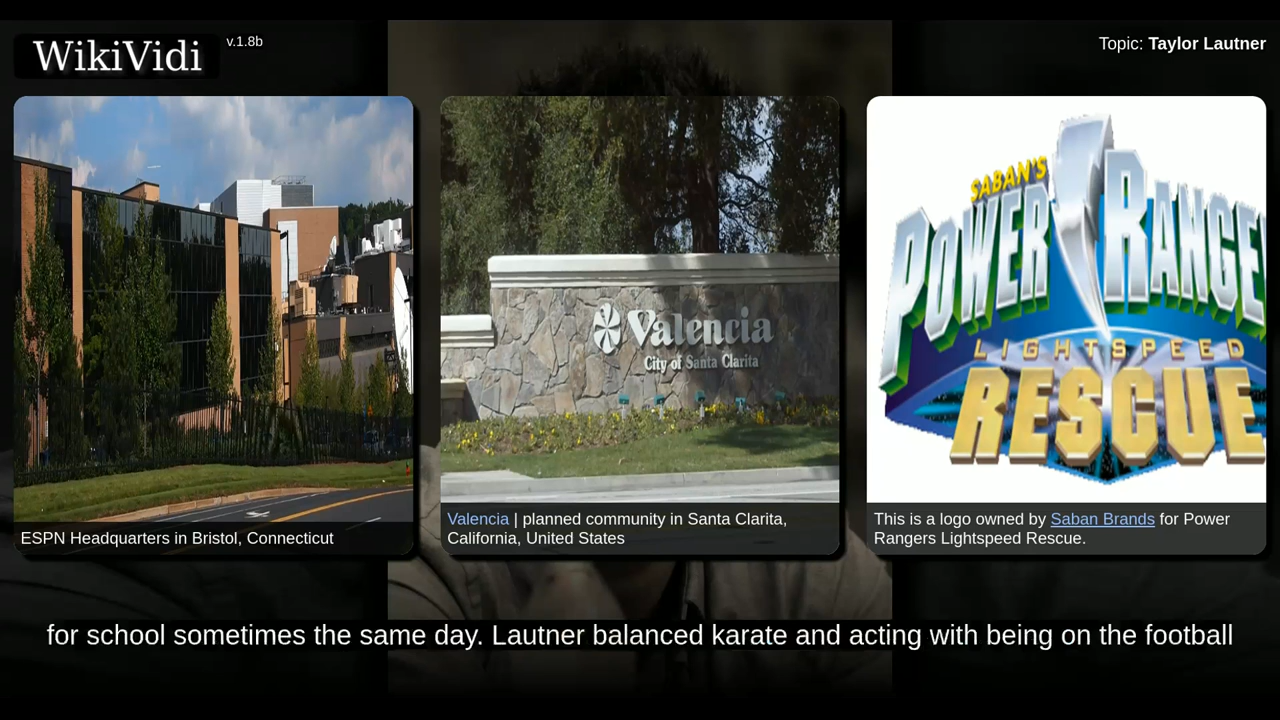 WikiVidi
v.1.8b
Topic: Taylor Lautner
Valencia
City of Santa Clarita
SABAN'S
POWER RANGE
LIGHTSPEED
RESCUE
ESPN Headquarters in Bristol, Connecticut
Valencia | planned community in Santa Clarita,
California, United States
This is a logo owned by Saban Brands for Power
Rangers Lightspeed Rescue.
for school sometimes the same day. Lautner balanced karate and acting with being on the football